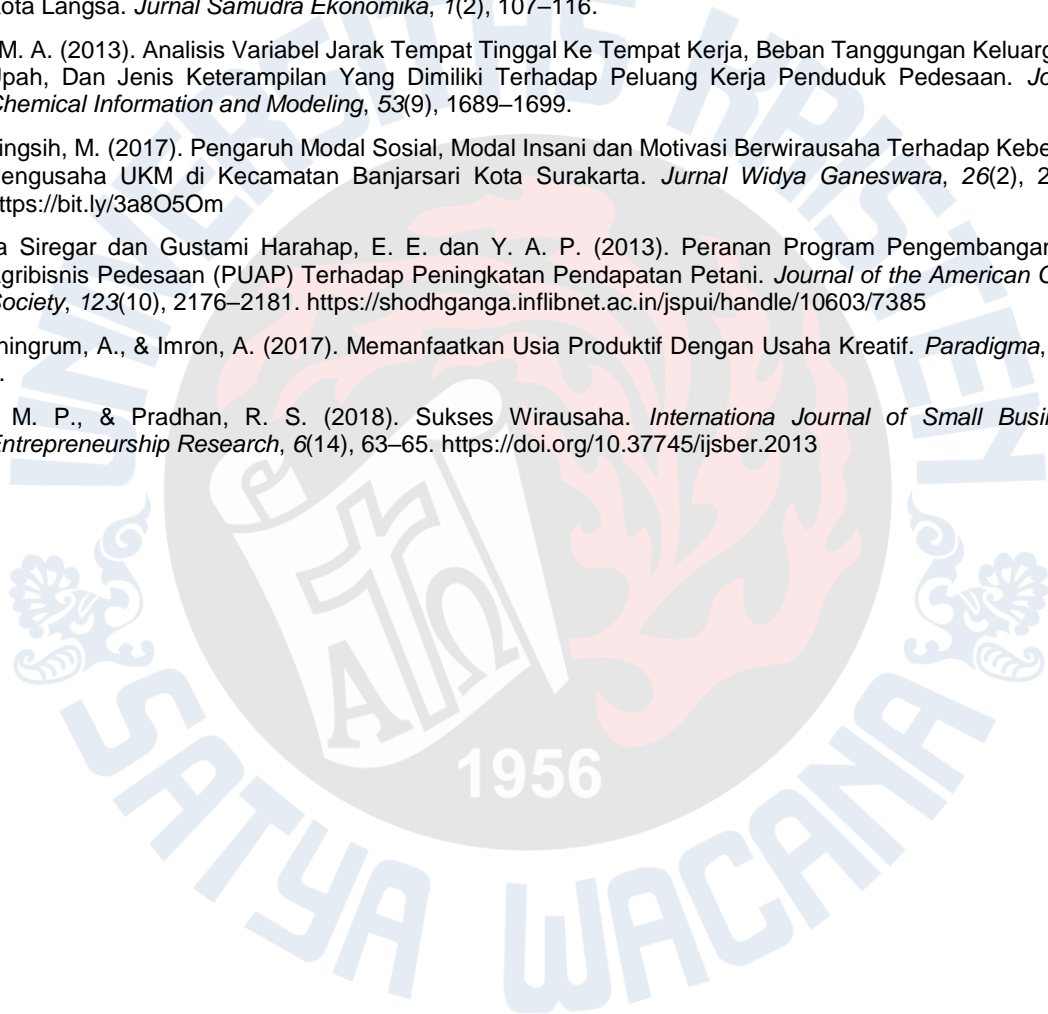 ota Langsa. Jurnal Samudra Ekonomika, 1(2), 107–116.
M. A. (2013). Analisis Variabel Jarak Tempat Tinggal Ke Tempat Kerja, Beban Tanggungan Keluarg
Upah, Dan Jenis Keterampilan Yang Dimiliki Terhadap Peluang Kerja Penduduk Pedesaan. Jo
Chemical Information and Modeling, 53(9), 1689–1699.
ingsih, M. (2017). Pengaruh Modal Sosial, Modal Insani dan Motivasi Berwirausaha Terhadap Kebe
engusaha UKM di Kecamatan Banjarsari Kota Surakarta. Jurnal Widya Ganeswara, 26(2), 2
ttps://bit.ly/3a8O5Om
a Siregar dan Gustami Harahap, E. E. dan Y. A. P. (2013). Peranan Program Pengembangan
gribisnis Pedesaan (PUAP) Terhadap Peningkatan Pendapatan Petani. Journal of the American C
Society, 123(10), 2176–2181. https://shodhganga.inflibnet.ac.in/jspui/handle/10603/7385
ningrum, A., & Imron, A. (2017). Memanfaatkan Usia Produktif Dengan Usaha Kreatif. Paradigma,
.
M. P., & Pradhan, R. S. (2018). Sukses Wirausaha. Internationa Journal of Small Busi
Entrepreneurship Research, 6(14), 63–65. https://doi.org/10.37745/ijsber.2013
UNIVERSITAS KRISTEN
A Ω
1956
SATYA WACANA